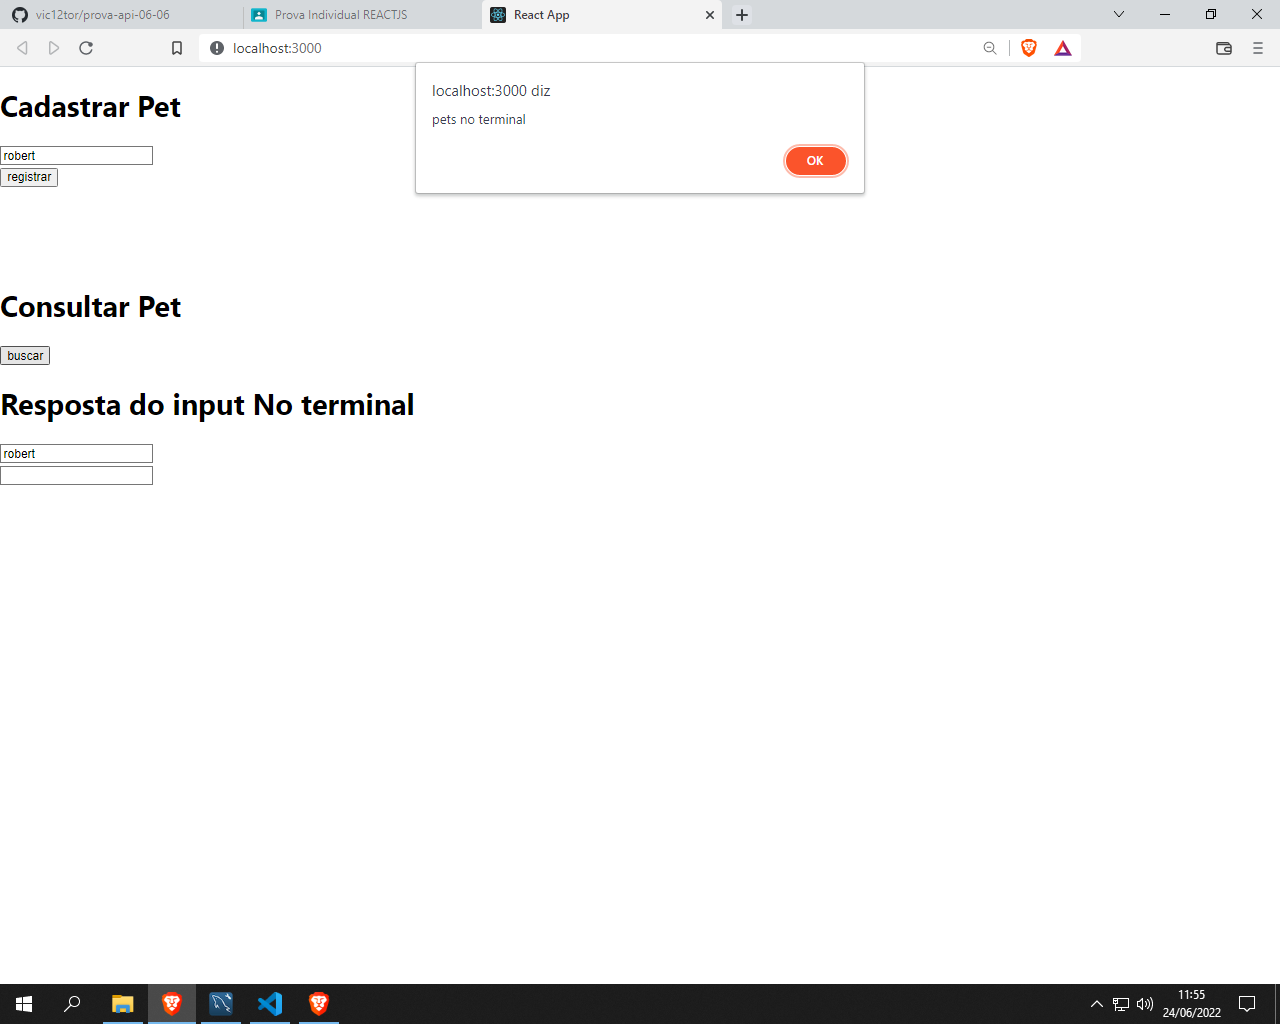 vic12tor/prova-api-06-06
Prova Individual REACTJS
React App
localhost:3000
localhost:3000 diz
pets no terminal
OK
Cadastrar Pet
robert
registrar
Consultar Pet
buscar
Resposta do input No terminal
robert
11:55
24/06/2022